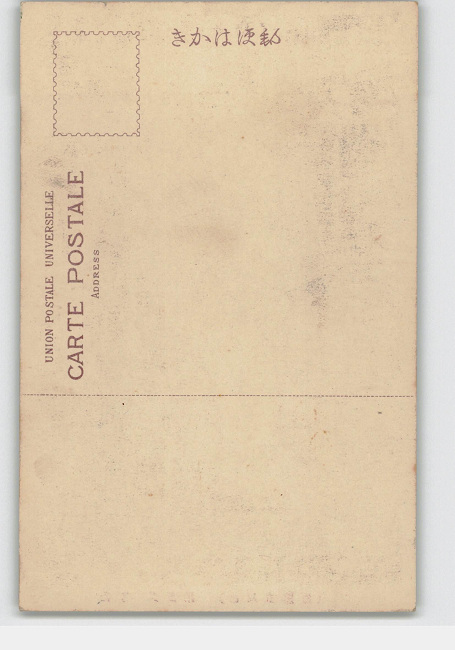 きかは便郵
UNION POSTALE UNIVERSELLE
CARTE POSTALE
ADDRESS